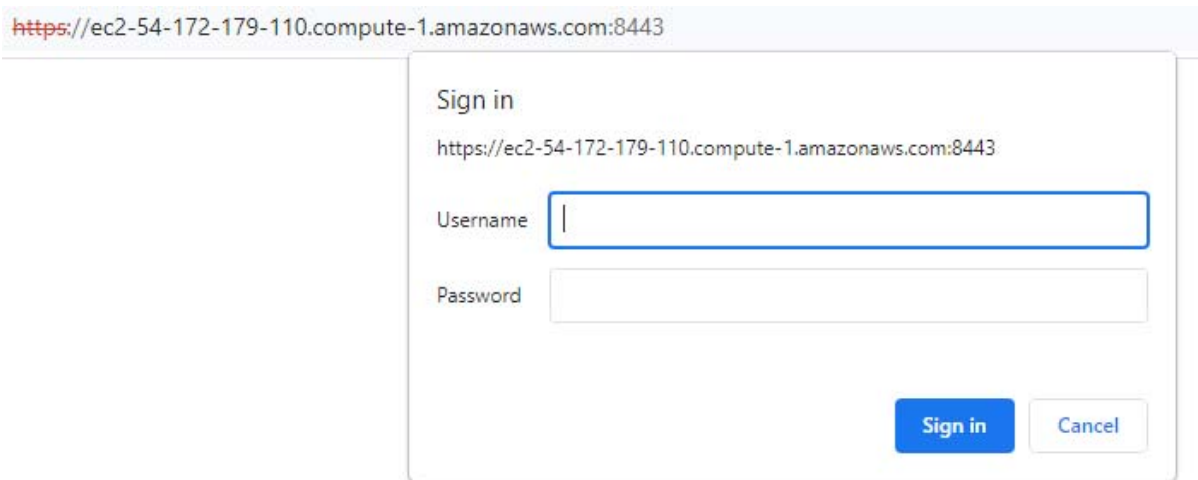 https://ec2-54-172-179-110.compute-1.amazonaws.com:8443
Sign in
https://ec2-54-172-179-110.compute-1.amazonaws.com:8443
Username
Password
Sign in Cancel